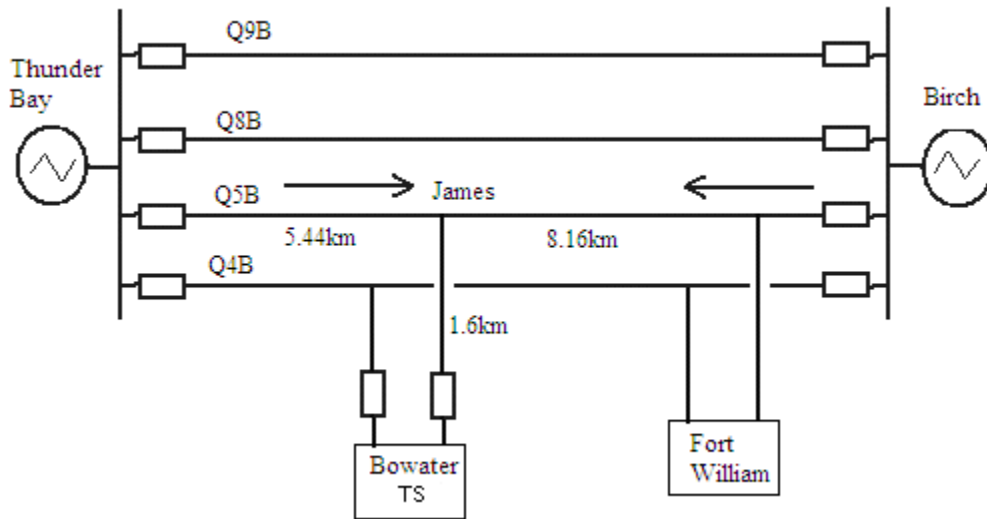 Q9B
Thunder
Bay
Birch
Q8B
Q5B
James
5.44km
8.16km
Q4B
1.6km
Bowater
TS
Fort
William